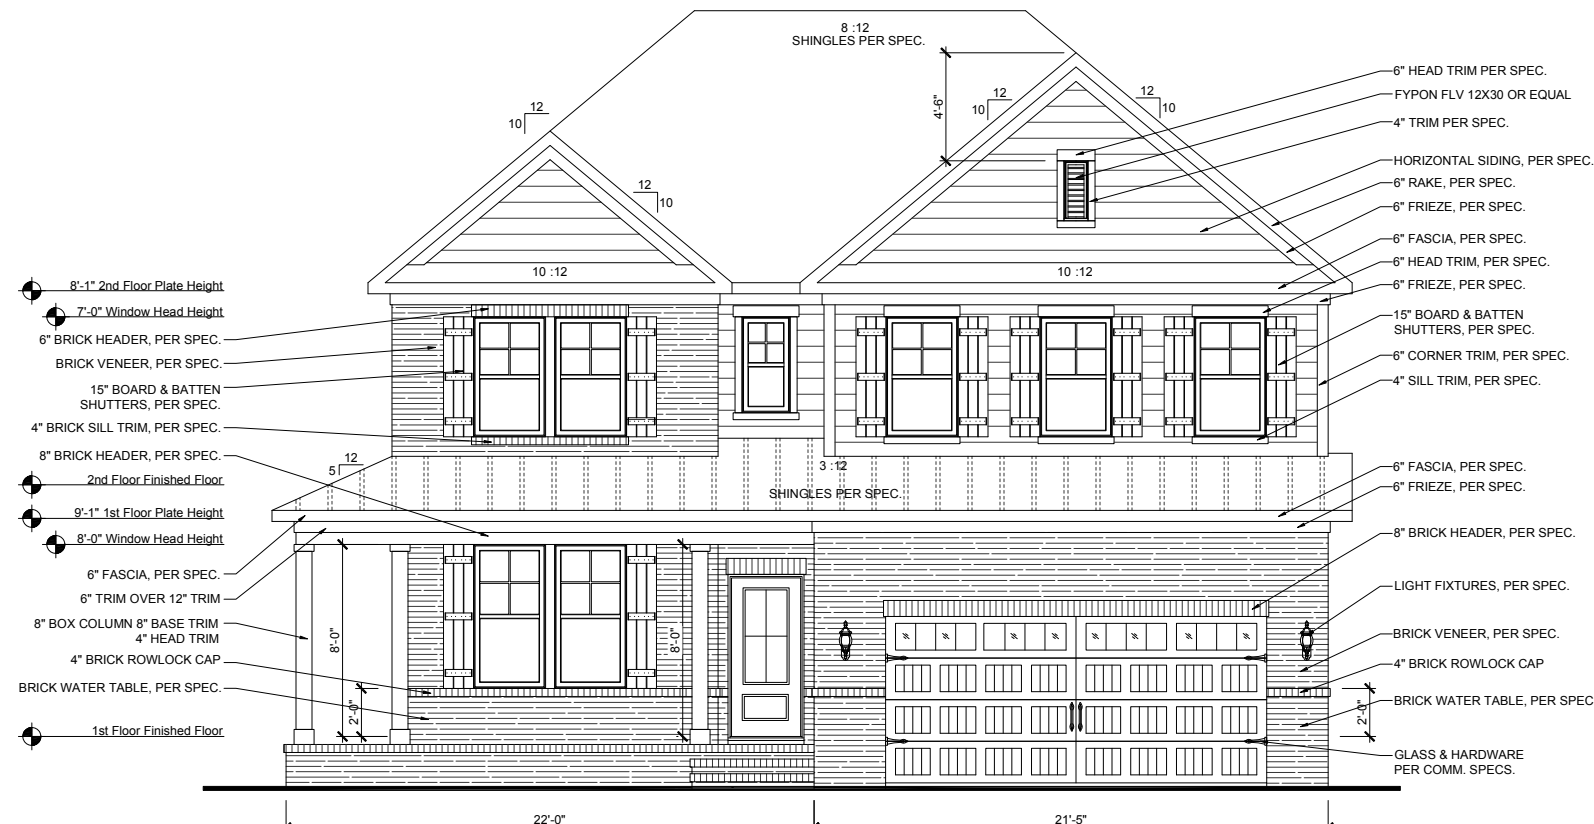 8 :12
SHINGLES PER SPEC.
4'-6"
12
10
12
10
12
10
12
10
10 :12
10 :12
8'-1" 2nd Floor Plate Height
7'-0" Window Head Height
6" BRICK HEADER, PER SPEC.
BRICK VENEER, PER SPEC.
15" BOARD & BATTEN
SHUTTERS, PER SPEC.
4" BRICK SILL TRIM, PER SPEC.
8" BRICK HEADER, PER SPEC.
2nd Floor Finished Floor
9'-1" 1st Floor Plate Height
8'-0" Window Head Height
6" FASCIA, PER SPEC.
6" TRIM OVER 12" TRIM
8" BOX COLUMN 8" BASE TRIM
4" HEAD TRIM
4" BRICK ROWLOCK CAP
BRICK WATER TABLE, PER SPEC.
1st Floor Finished Floor
12
5
3 :12
SHINGLES PER SPEC.
8'-0"
2'-0"
8'-0"
6" HEAD TRIM PER SPEC.
FYPON FLV 12X30 OR EQUAL
4" TRIM PER SPEC.
HORIZONTAL SIDING, PER SPEC.
6" RAKE, PER SPEC.
6" FRIEZE, PER SPEC.
6" FASCIA, PER SPEC.
6" HEAD TRIM, PER SPEC.
6" FRIEZE, PER SPEC.
15" BOARD & BATTEN
SHUTTERS, PER SPEC.
6" CORNER TRIM, PER SPEC.
4" SILL TRIM, PER SPEC.
6" FASCIA, PER SPEC.
6" FRIEZE, PER SPEC.
8" BRICK HEADER, PER SPEC.
LIGHT FIXTURES, PER SPEC.
BRICK VENEER, PER SPEC.
4" BRICK ROWLOCK CAP
BRICK WATER TABLE, PER SPEC
2'-0"
GLASS & HARDWARE
PER COMM. SPECS.
22'-0"
21'-5"